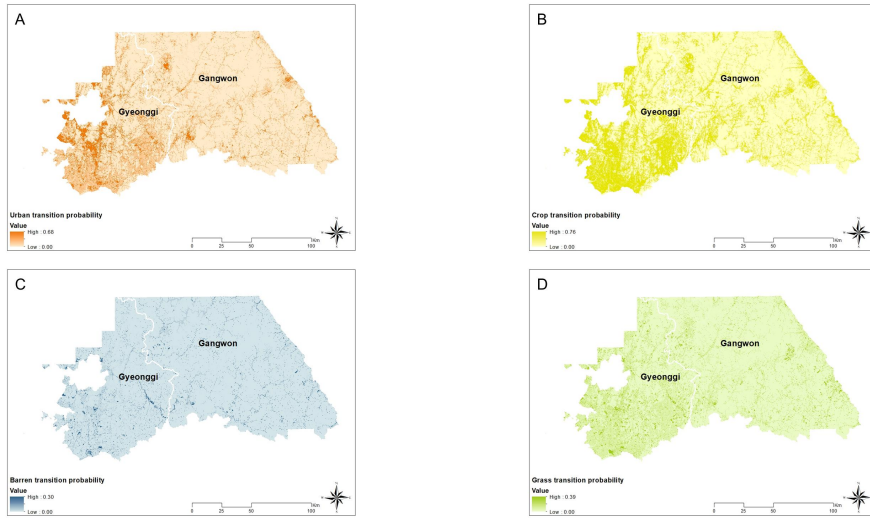 A
Gangwon
Gyeonggi
Urban transition probability
Value
High : 0.68
Low : 0.00
0 25 50 100 Km
B
Gangwon
Gyeonggi
Crop transition probability
Value
High : 0.76
Low : 0.00
0 25 50 100 Km
C
Gangwon
Gyeonggi
Barren transition probability
Value
High : 0.30
Low : 0.00
0 25 50 100 Km
D
Gangwon
Gyeonggi
Grass transition probability
Value
High : 0.39
Low : 0.00
0 25 50 100 Km